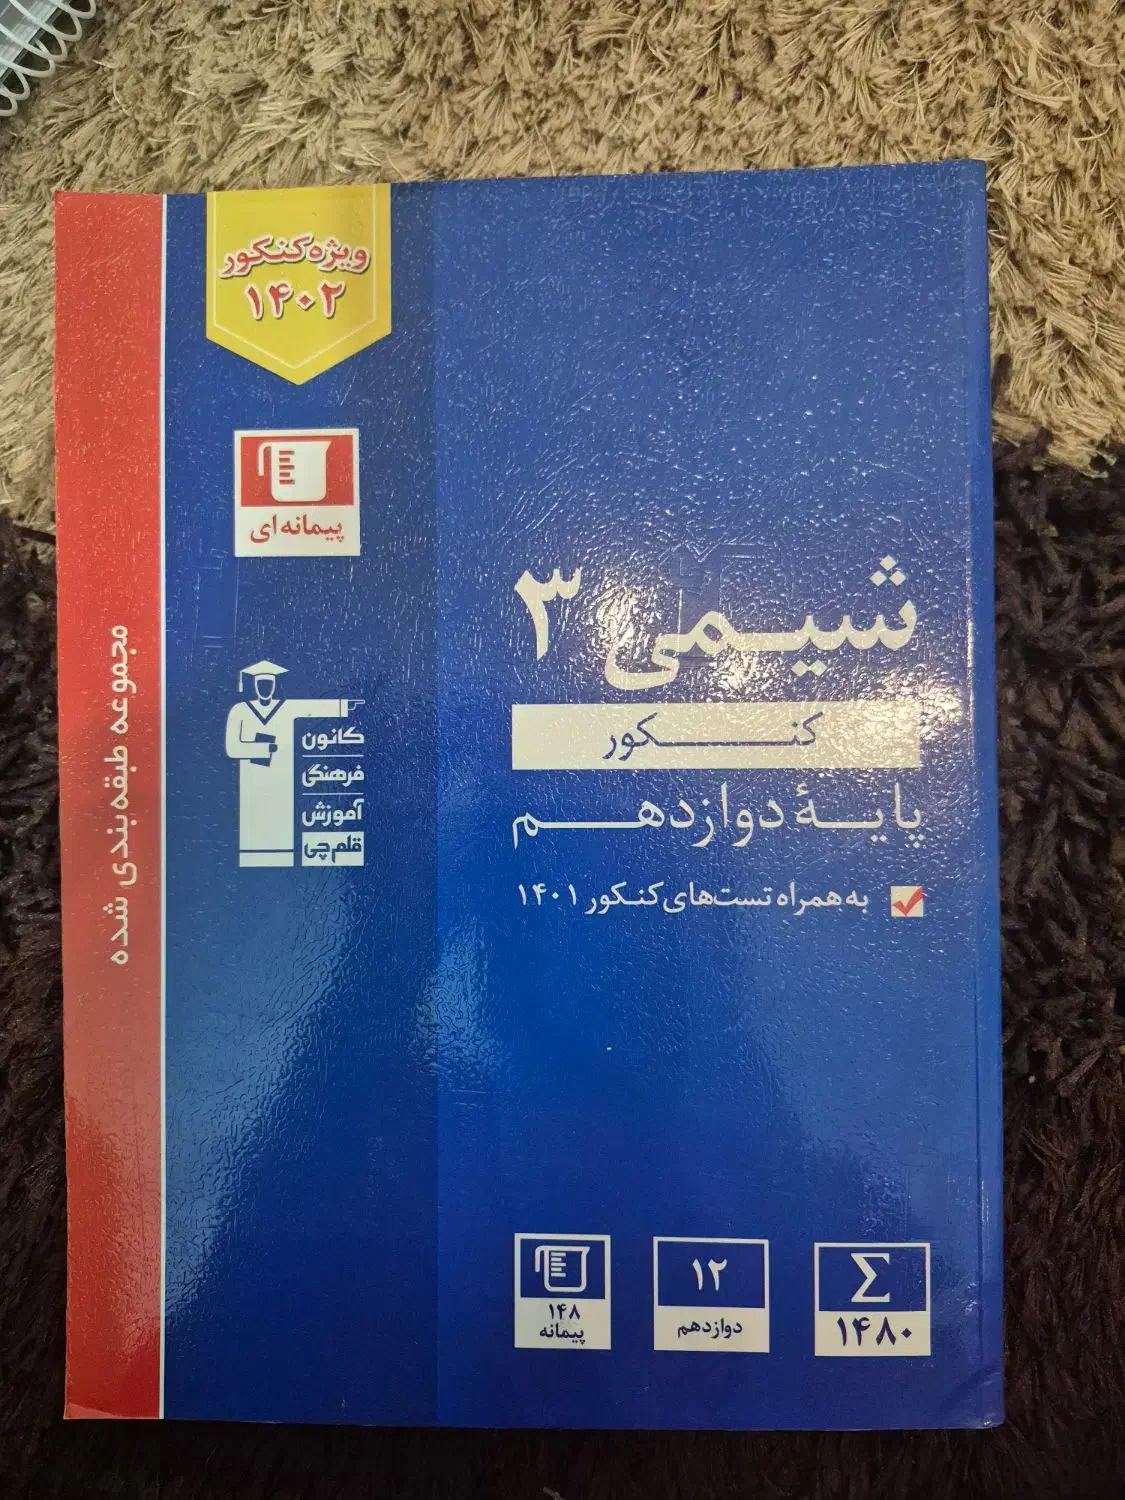 ویژه کنکور
۱۴۰۲
پیمانه‌ای
شیمی ۳
کنکور
پایهٔ دوازدهم
به همراه تست‌های کنکور ۱۴۰۱
کانون
فرهنگی
آموزش
قلم‌چی
مجموعه طبقه‌بندی شده
Σ
۱۴۸۰
۱۲
دوازدهم
۱۴۸
پیمانه